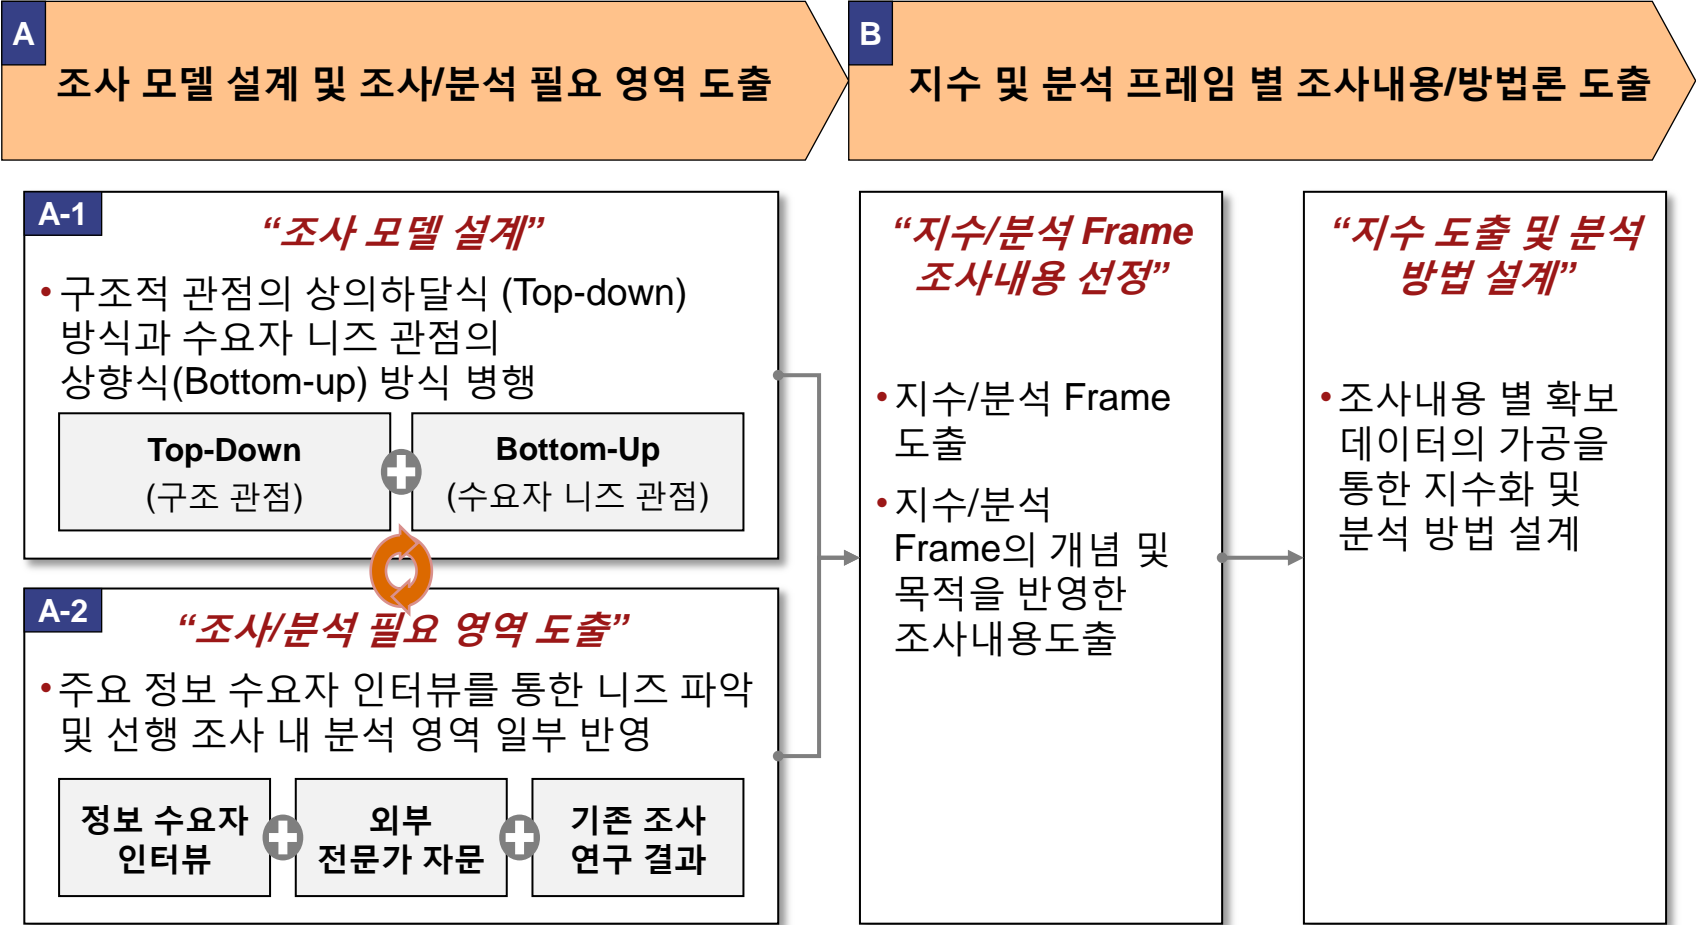 A
조사 모델 설계 및 조사/분석 필요 영역 도출
B
지수 및 분석 프레임 별 조사내용/방법론 도출
A-1
“조사 모델 설계”
•구조적 관점의 상의하달식 (Top-down)
방식과 수요자 니즈 관점의
상향식(Bottom-up) 방식 병행
Top-Down
(구조 관점)
Bottom-Up
(수요자 니즈 관점)
A-2
“조사/분석 필요 영역 도출”
•주요 정보 수요자 인터뷰를 통한 니즈 파악
및 선행 조사 내 분석 영역 일부 반영
정보 수요자
인터뷰
외부
전문가 자문
기존 조사
연구 결과
“지수/분석 Frame
조사내용 선정”
•지수/분석 Frame
도출
•지수/분석
Frame의 개념 및
목적을 반영한
조사내용도출
“지수 도출 및 분석
방법 설계”
•조사내용 별 확보
데이터의 가공을
통한 지수화 및
분석 방법 설계